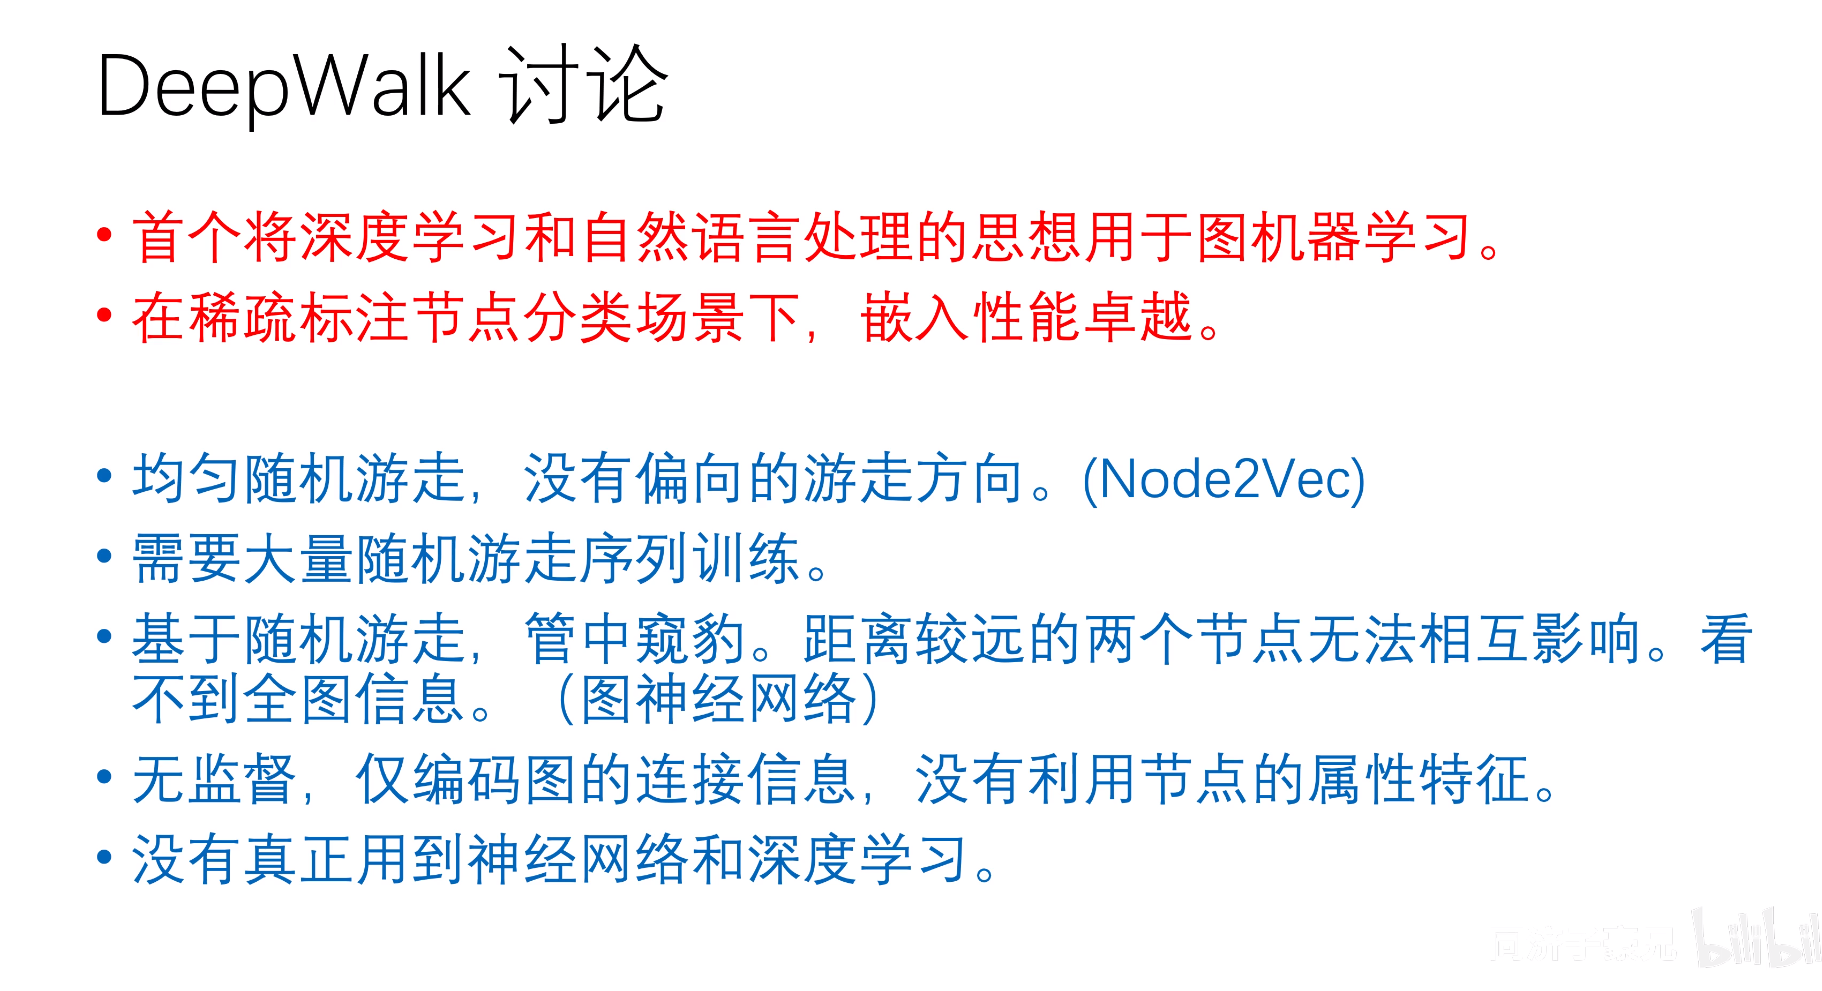 DeepWalk 讨论
• 首个将深度学习和自然语言处理的思想用于图机器学习。
• 在稀疏标注节点分类场景下，嵌入性能卓越。
• 均匀随机游走，没有偏向的游走方向。(Node2Vec)
• 需要大量随机游走序列训练。
• 基于随机游走，管中窥豹。距离较远的两个节点无法相互影响。看
不到全图信息。（图神经网络）
• 无监督，仅编码图的连接信息，没有利用节点的属性特征。
• 没有真正用到神经网络和深度学习。
同济子豪兄 bilibili